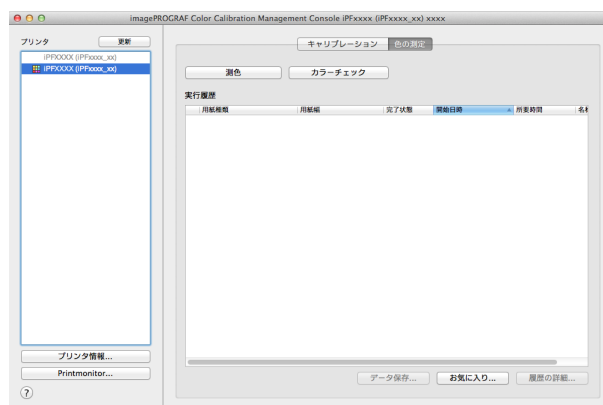 imagePROGRAF Color Calibration Management Console iPFxxxx (iPFxxxx_xx) xxxx
プリンタ 更新
iPFXXXX (iPFxxxx_xx)
iPFXXXX (iPFxxxx_xx)
プリンタ情報...
Printmonitor...
?
キャリブレーション 色の測定
測色 カラーチェック
実行履歴
用紙種類 用紙幅 完了状態 開始日時 所要時間 名称
データ保存... お気に入り... 履歴の詳細...